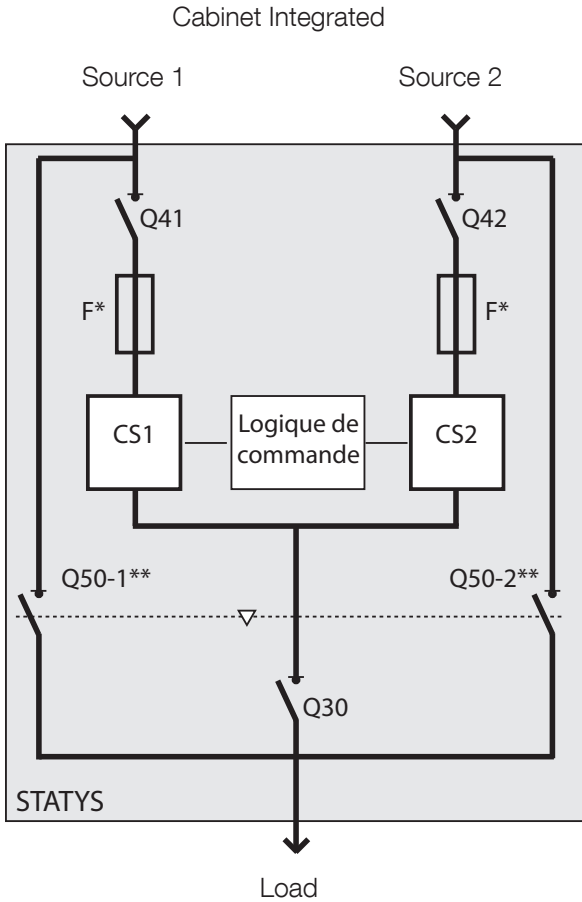 Cabinet Integrated
Source 1
Source 2
Q41
Q42
F*
F*
CS1
Logique de
commande
CS2
Q50-1**
Q50-2**
Q30
STATYS
Load